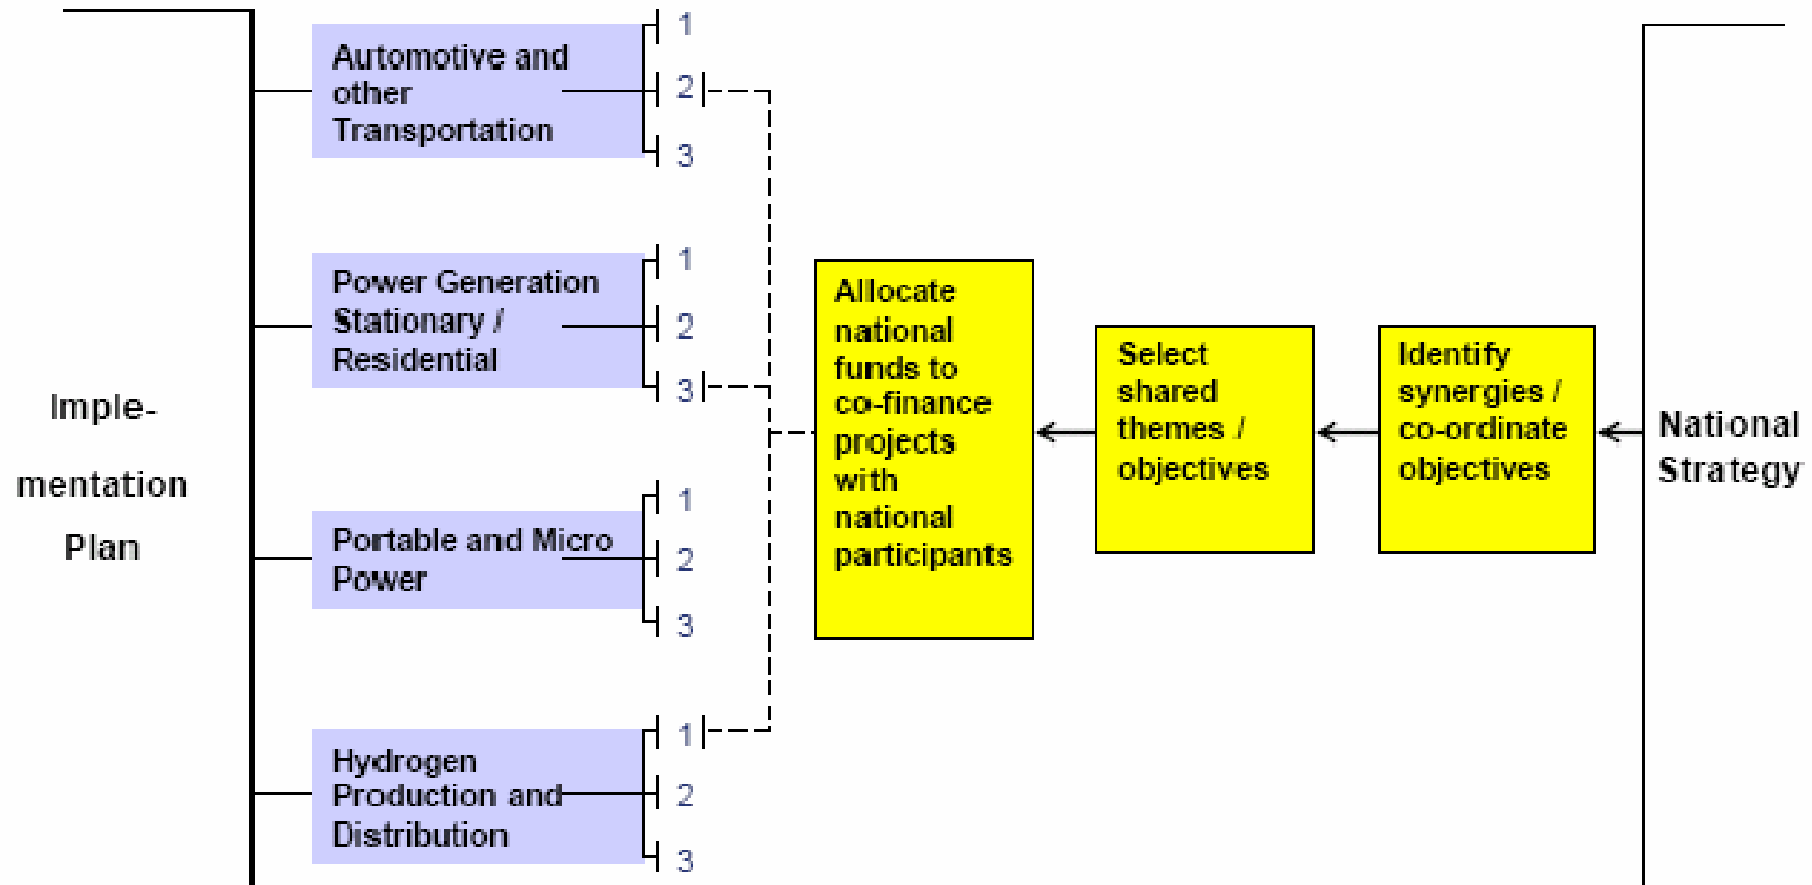 Imple-
mentation
Plan
Automotive and
other
Transportation
1
2
3
Power Generation
Stationary /
Residential
1
2
3
Portable and Micro
Power
1
2
3
Hydrogen
Production and
Distribution
1
2
3
Allocate
national
funds to
co-finance
projects
with
national
participants
Select
shared
themes /
objectives
Identify
synergies /
co-ordinate
objectives
National
Strategy